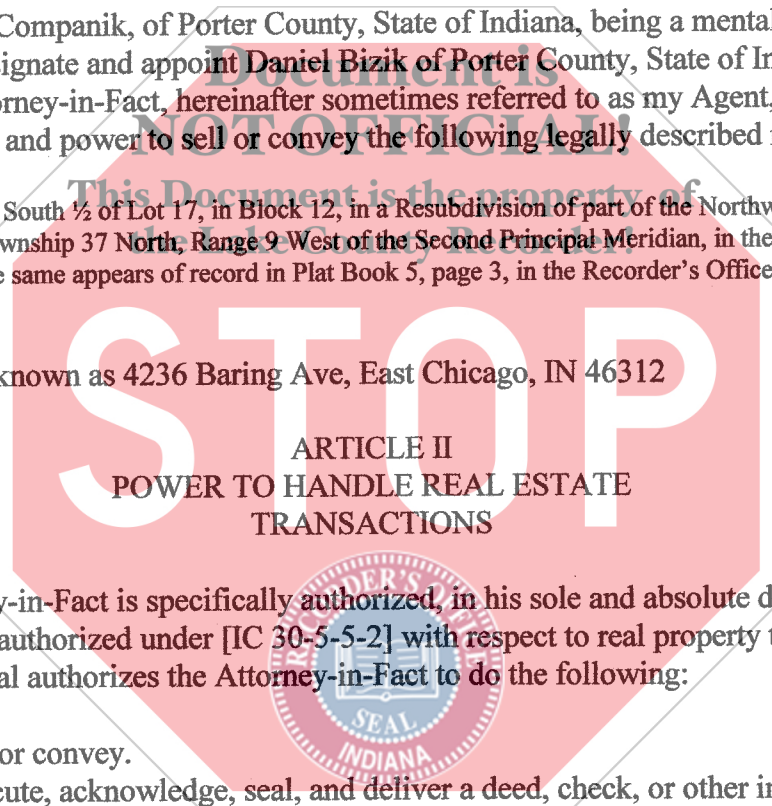 Companik, of Porter County, State of Indiana, being a mental
ignate and appoint Daniel Bizik of Porter County, State of In
Document is
orney-in-Fact, hereinafter sometimes referred to as my Agent,
and power to sell or convey the following legally described
NOT OFFICIAL!
This Document is the property of
South ½ of Lot 17, in Block 12, in a Resubdivision of part of the Northw
wnship 37 North, Range 9 West of the Second Principal Meridian, in the
the Lake County Recorder!
e same appears of record in Plat Book 5, page 3, in the Recorder's Office
STOP
known as 4236 Baring Ave, East Chicago, IN 46312
ARTICLE II
POWER TO HANDLE REAL ESTATE
TRANSACTIONS
y-in-Fact is specifically authorized, in his sole and absolute d
authorized under [IC 30-5-5-2] with respect to real property t
al authorizes the Attorney-in-Fact to do the following:
RECORDER'S OFFICE
SEAL
INDIANA
or convey.
cute, acknowledge, seal, and deliver a deed, check, or other in